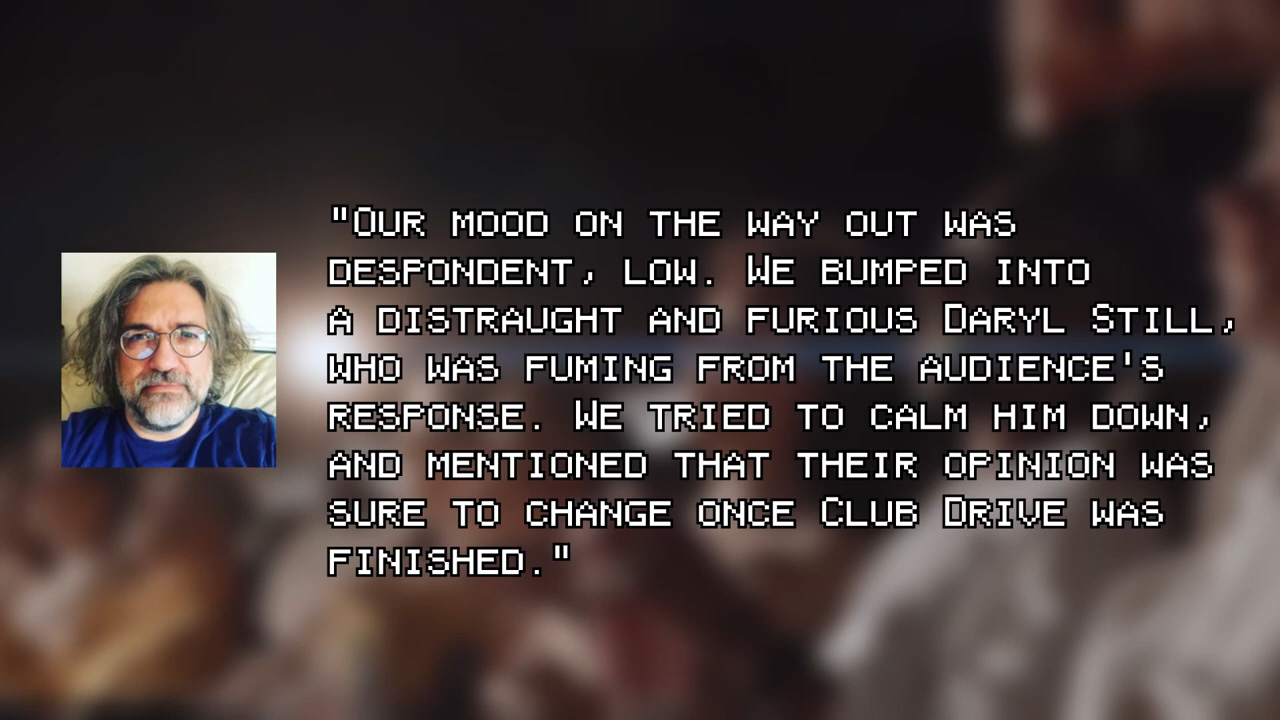 "Our mood on the way out was
despondent, low. We bumped into
a distraught and furious Daryl Still,
who was fuming from the audience's
response. We tried to calm him down,
and mentioned that their opinion was
sure to change once Club Drive was
finished."